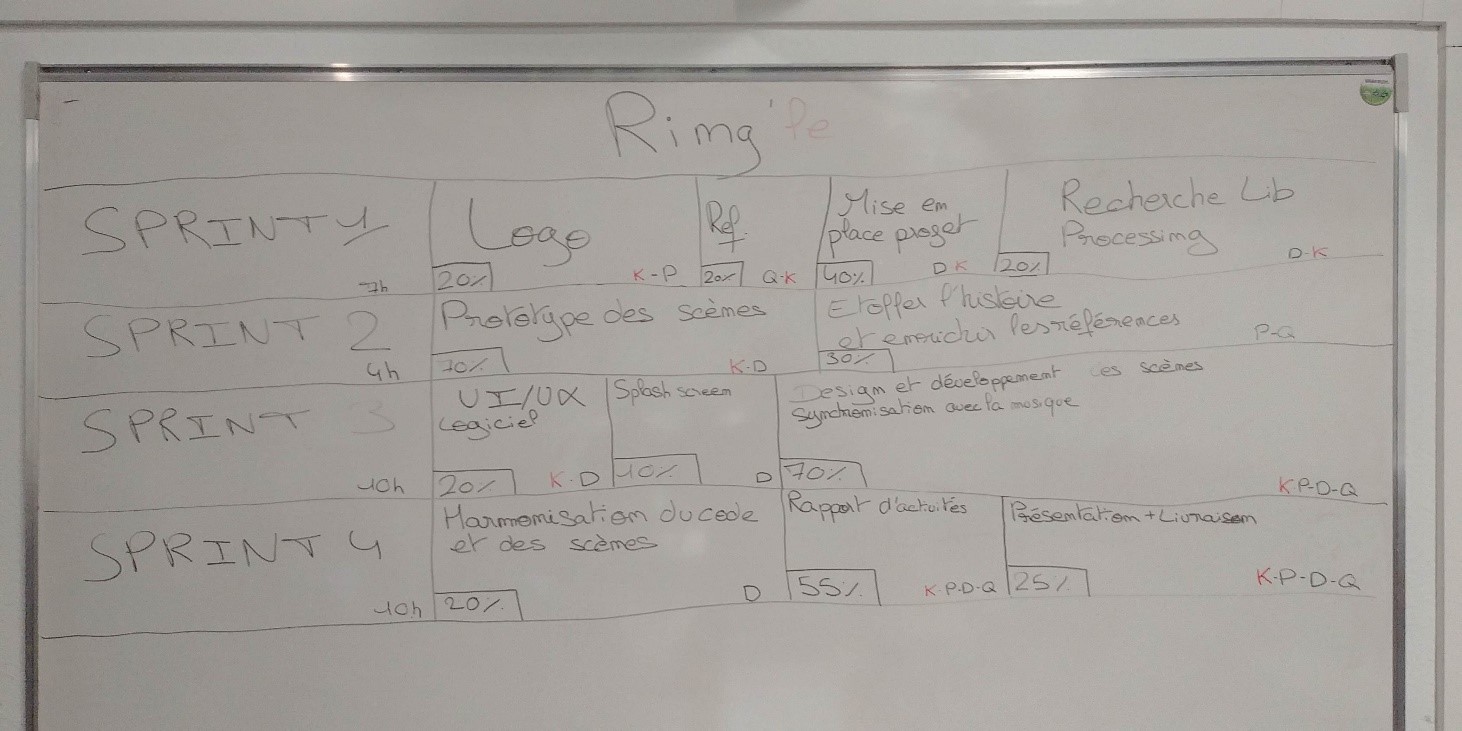 Rimg'Pe
SPRINT 1
7h
Logo
20%
K-P
Ref.
20%
Q-K
Mise en
place projet
40%
D K
Recherche Lib
Processing
20%
D-K
SPRINT 2
4h
Prototype des scènes
70%
K-D
Etoffer l'histoire
et enrichir les références
30%
P-Q
SPRINT 3
10h
UI/UX
Logiciel
20%
K-D
Splash screen
10%
D
Design et développement des scènes
Synchronisation avec la musique
70%
K-P-D-Q
SPRINT 4
10h
Harmonisation du code
et des scènes
20%
D
Rapport d'activités
55%
K-P-D-Q
Présentation + Livraison
25%
K-P-D-Q